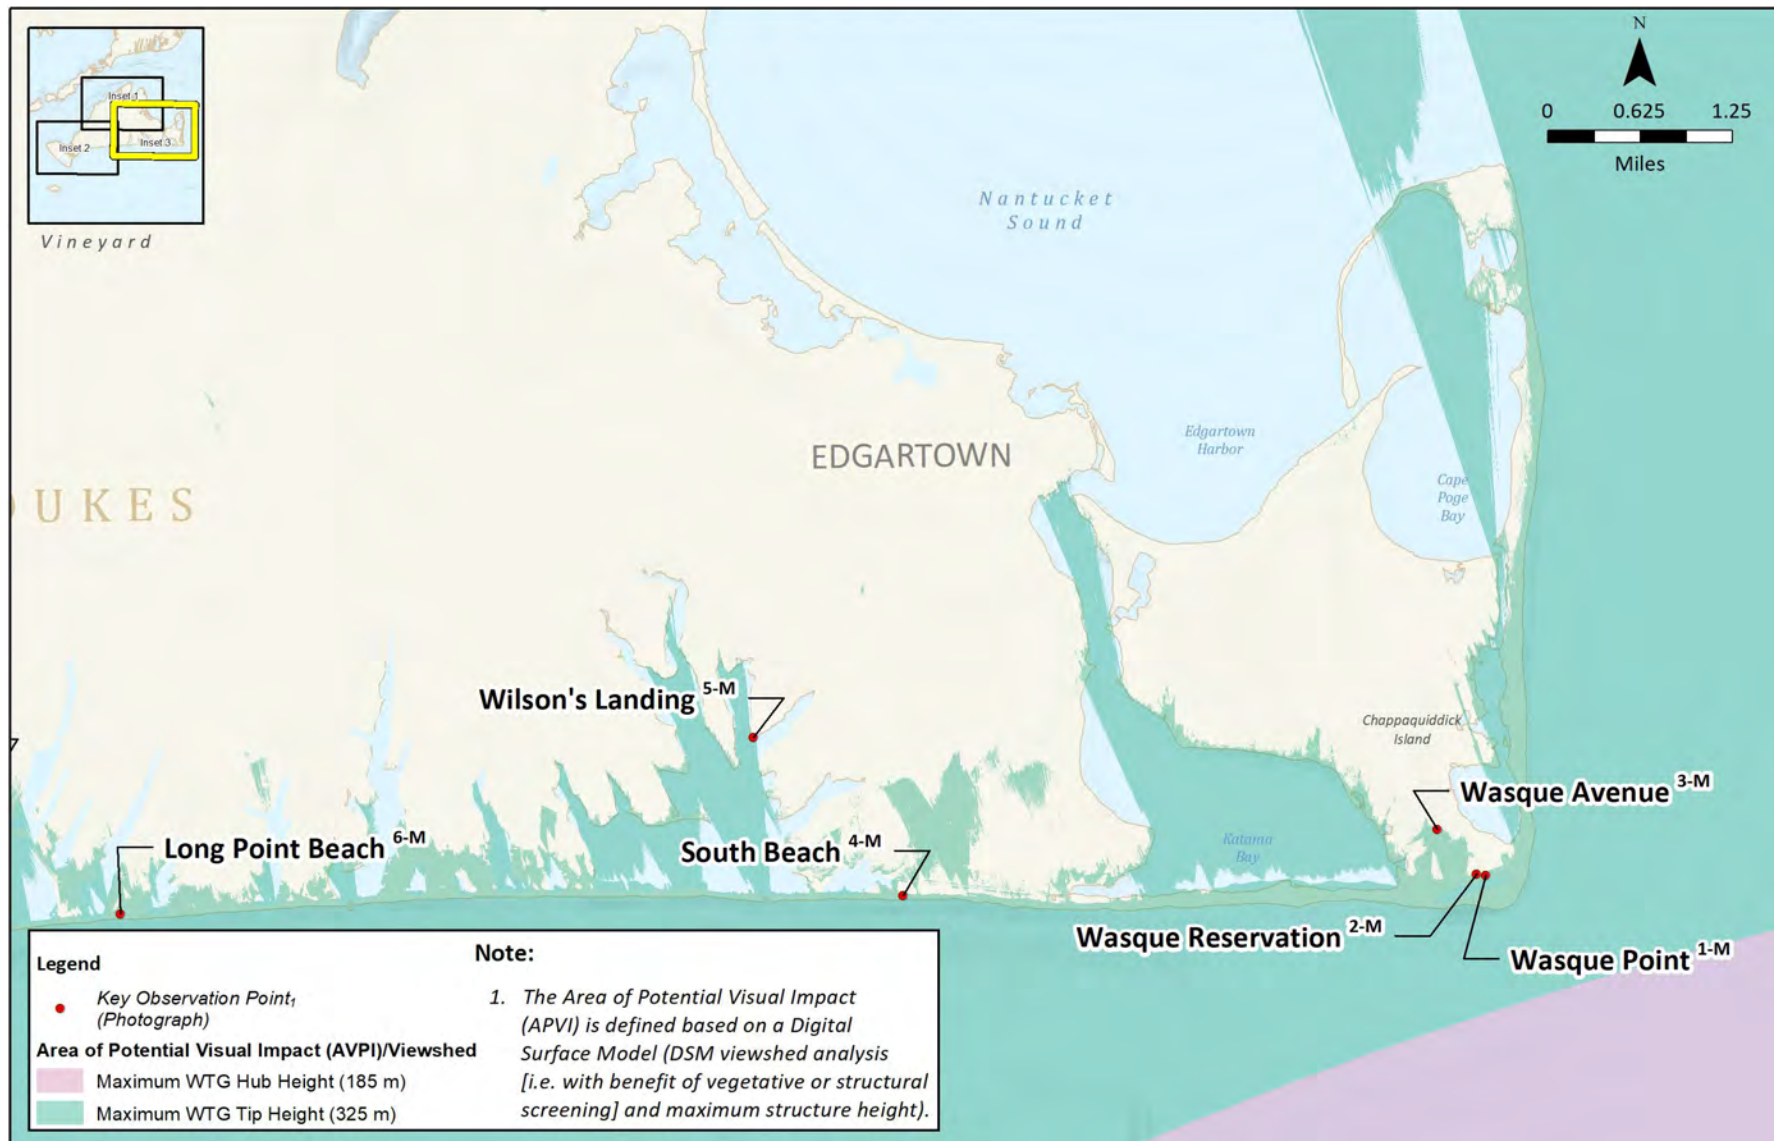 Inset 1
Inset 2
Inset 3
Vineyard
N
0 0.625 1.25
Miles
Nantucket
Sound
EDGARTOWN
Edgartown
Harbor
Cape
Poge
Bay
UKES
Wilson's Landing 5-M
Chappaquiddick
Island
Wasque Avenue 3-M
Long Point Beach 6-M
South Beach 4-M
Katama
Bay
Wasque Reservation 2-M
Wasque Point 1-M
Legend
Key Observation Point1
(Photograph)
Area of Potential Visual Impact (AVPI)/Viewshed
Maximum WTG Hub Height (185 m)
Maximum WTG Tip Height (325 m)
Note:
1. The Area of Potential Visual Impact
(APVI) is defined based on a Digital
Surface Model (DSM viewshed analysis
[i.e. with benefit of vegetative or structural
screening] and maximum structure height).